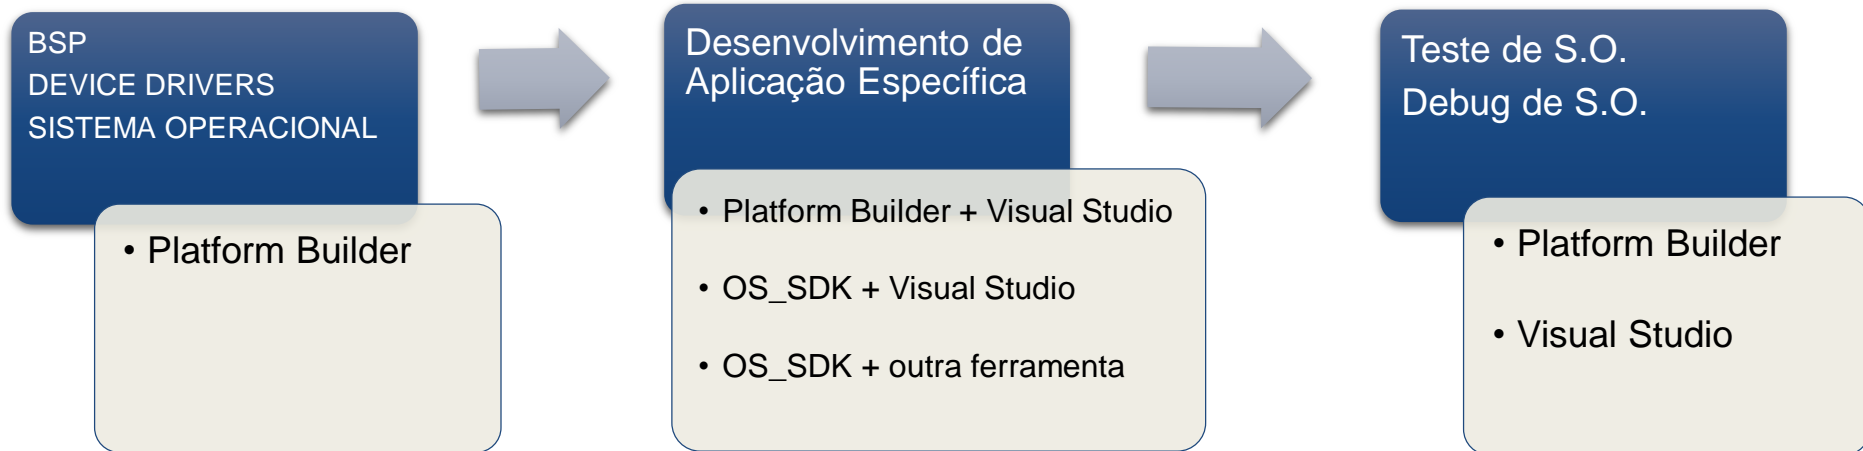 BSP
DEVICE DRIVERS
SISTEMA OPERACIONAL
• Platform Builder
Desenvolvimento de
Aplicação Específica
• Platform Builder + Visual Studio
• OS_SDK + Visual Studio
• OS_SDK + outra ferramenta
Teste de S.O.
Debug de S.O.
• Platform Builder
• Visual Studio